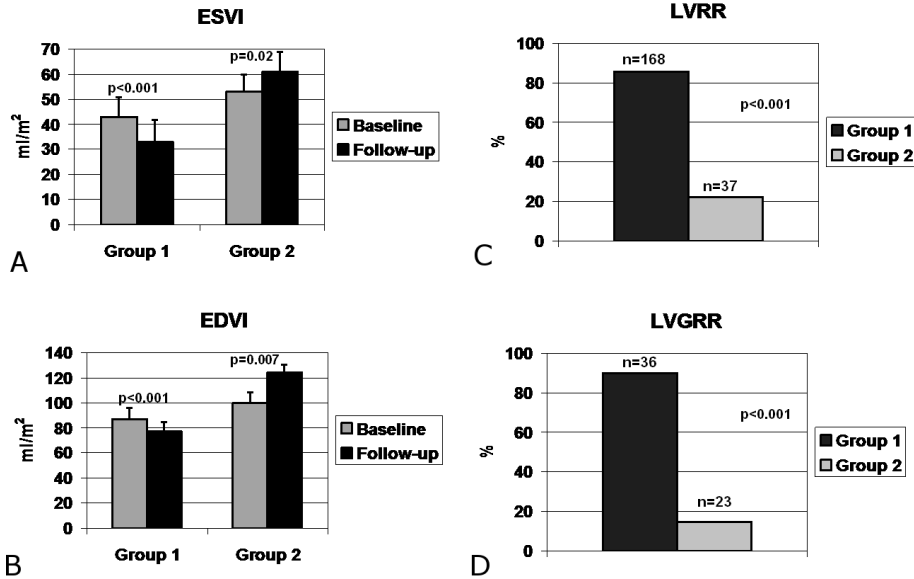 ESVI
70
60
50
40
30
20
10
0
ml/m²
p<0.001
p=0.02
Group 1
Group 2
Baseline
Follow-up
A
LVRR
100
80
60
40
20
0
%
n=168
n=37
p<0.001
Group 1
Group 2
C
EDVI
140
120
100
80
60
40
20
0
ml/m²
p<0.001
p=0.007
Group 1
Group 2
Baseline
Follow-up
B
LVGRR
100
80
60
40
20
0
%
n=36
n=23
p<0.001
Group 1
Group 2
D